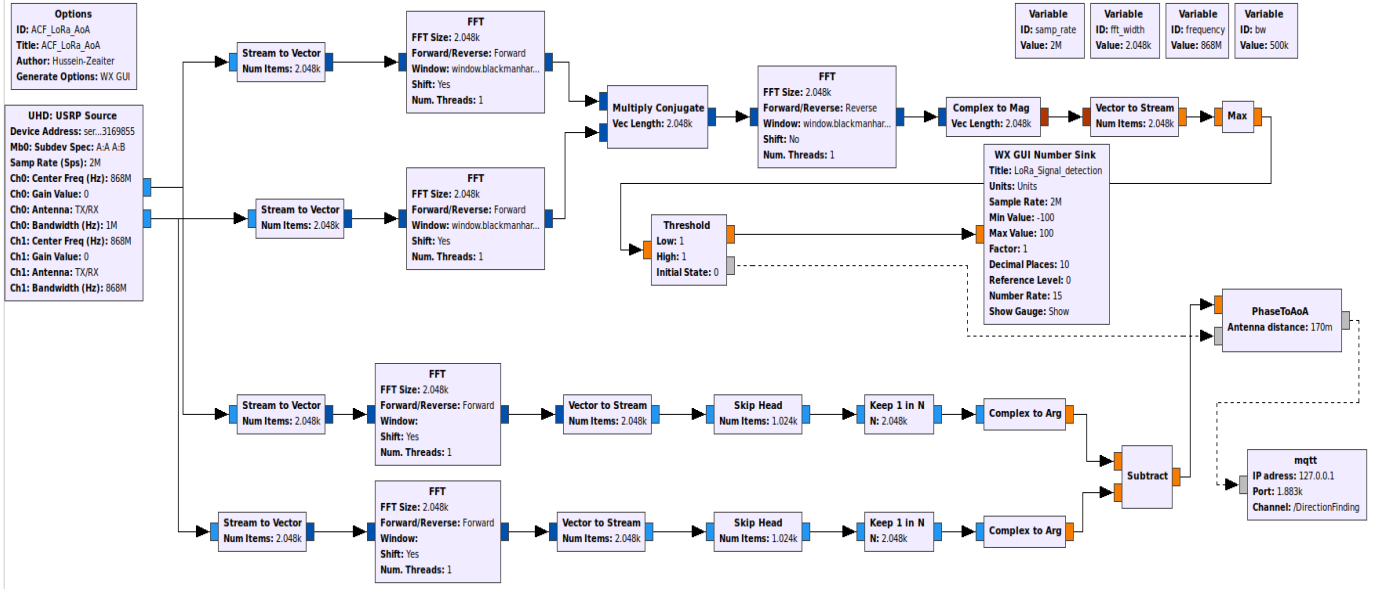 Options
ID: ACF_LoRa_AoA
Title: ACF_LoRa_AoA
Author: Hussein-Zeaiter
Generate Options: WX GUI
UHD: USRP Source
Device Address: ser...3169855
Mb0: Subdev Spec: A:A A:B
Samp Rate (Sps): 2M
Ch0: Center Freq (Hz): 868M
Ch0: Gain Value: 0
Ch0: Antenna: TX/RX
Ch0: Bandwidth (Hz): 1M
Ch1: Center Freq (Hz): 868M
Ch1: Gain Value: 0
Ch1: Antenna: TX/RX
Ch1: Bandwidth (Hz): 868M
Stream to Vector
Num Items: 2.048k
FFT
FFT Size: 2.048k
Forward/Reverse: Forward
Window: window.blackmanhar...
Shift: Yes
Num. Threads: 1
Stream to Vector
Num Items: 2.048k
FFT
FFT Size: 2.048k
Forward/Reverse: Forward
Window: window.blackmanhar...
Shift: Yes
Num. Threads: 1
Multiply Conjugate
Vec Length: 2.048k
FFT
FFT Size: 2.048k
Forward/Reverse: Reverse
Window: window.blackmanhar...
Shift: No
Num. Threads: 1
Complex to Mag
Vec Length: 2.048k
Vector to Stream
Num Items: 2.048k
Max
Variable
ID: samp_rate
Value: 2M
Variable
ID: fft_width
Value: 2.048k
Variable
ID: frequency
Value: 868M
Variable
ID: bw
Value: 500k
Threshold
Low: 1
High: 1
Initial State: 0
WX GUI Number Sink
Title: LoRa_Signal_detection
Units: Units
Sample Rate: 2M
Min Value: -100
Max Value: 100
Factor: 1
Decimal Places: 10
Reference Level: 0
Number Rate: 15
Show Gauge: Show
PhaseToAoA
Antenna distance: 170m
Stream to Vector
Num Items: 2.048k
FFT
FFT Size: 2.048k
Forward/Reverse: Forward
Window:
Shift: Yes
Num. Threads: 1
Vector to Stream
Num Items: 2.048k
Skip Head
Num Items: 1.024k
Keep 1 in N
N: 2.048k
Complex to Arg
Stream to Vector
Num Items: 2.048k
FFT
FFT Size: 2.048k
Forward/Reverse: Forward
Window:
Shift: Yes
Num. Threads: 1
Vector to Stream
Num Items: 2.048k
Skip Head
Num Items: 1.024k
Keep 1 in N
N: 2.048k
Complex to Arg
Subtract
mqtt
IP adress: 127.0.0.1
Port: 1.883k
Channel: /DirectionFinding